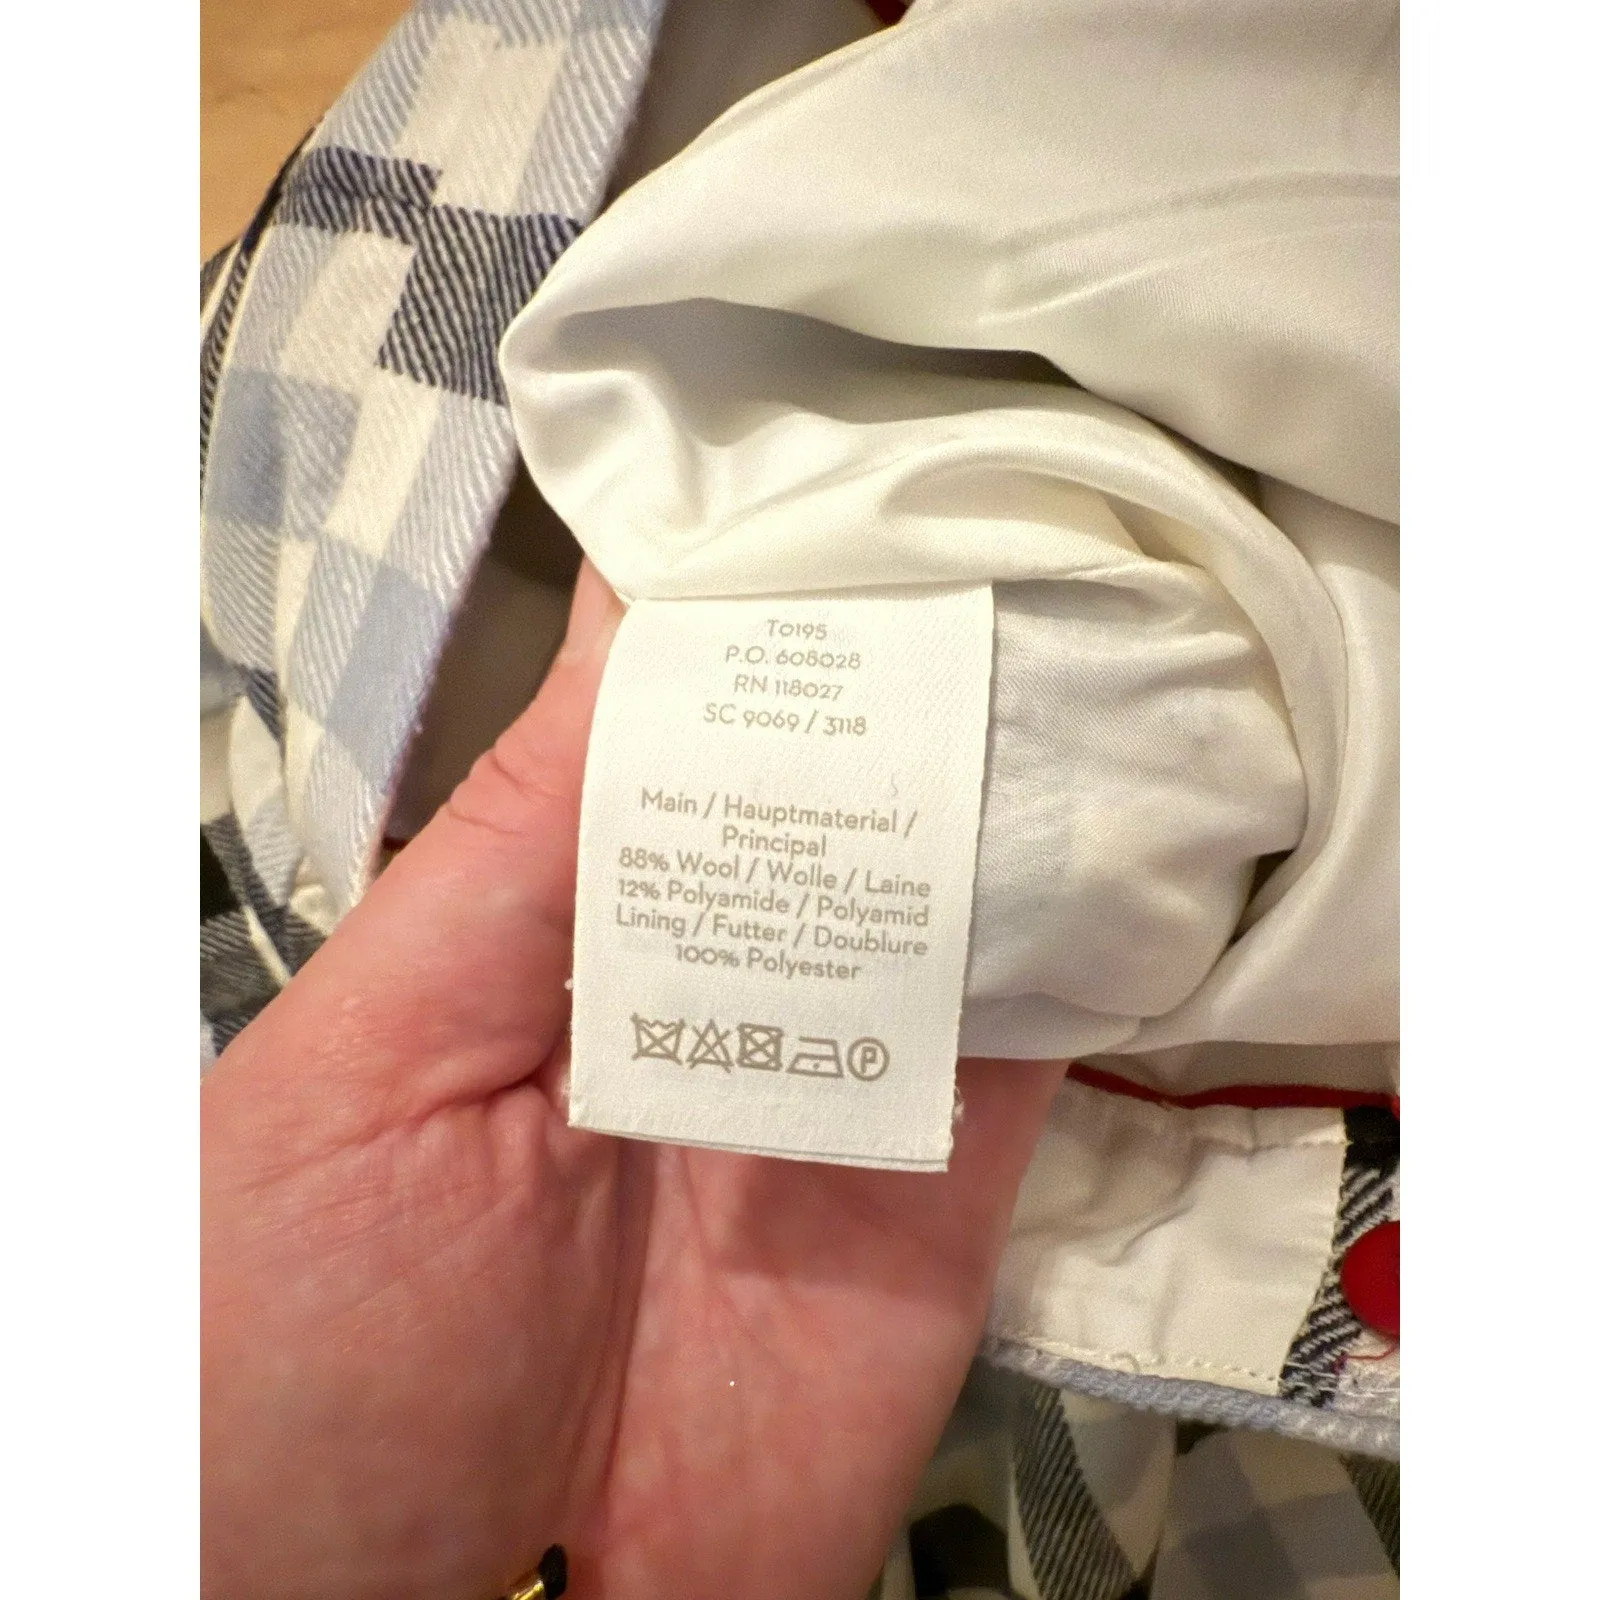 T0195
P.O. 608028
RN 118027
SC 9069 / 3118
Main / Hauptmaterial /
Principal
88% Wool / Wolle / Laine
12% Polyamide / Polyamid
Lining / Futter / Doublure
100% Polyester
P